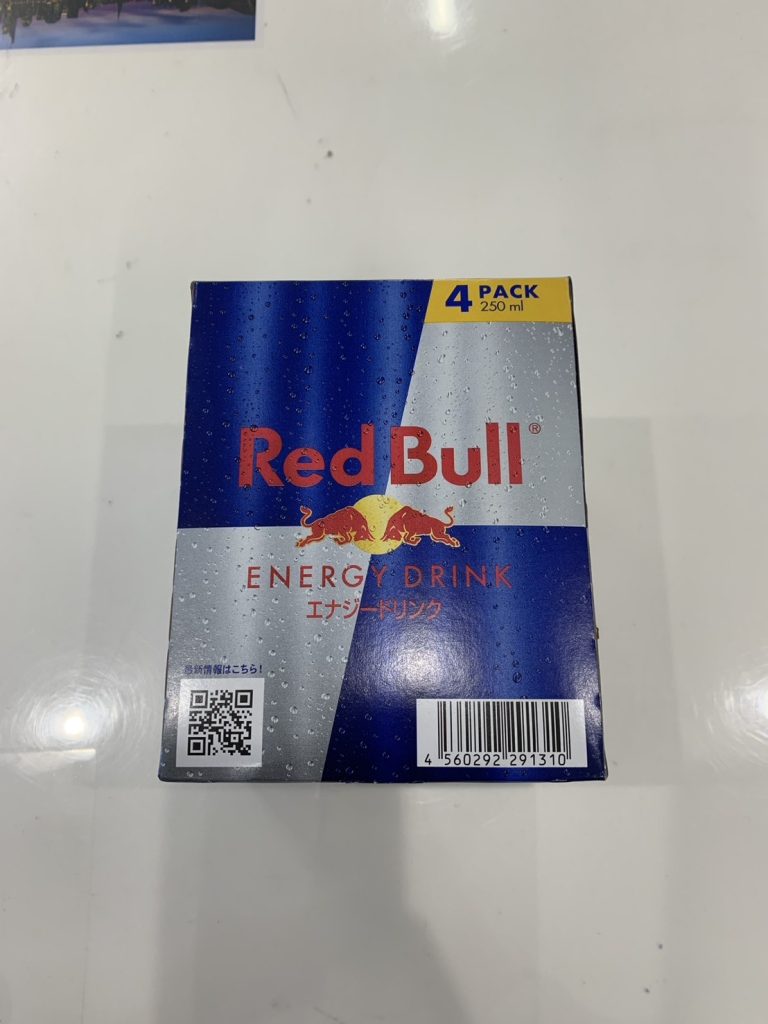 4 PACK
250 ml
Red Bull®
ENERGY DRINK
エナジードリンク
最新情報はこちら!
4 560292 291310